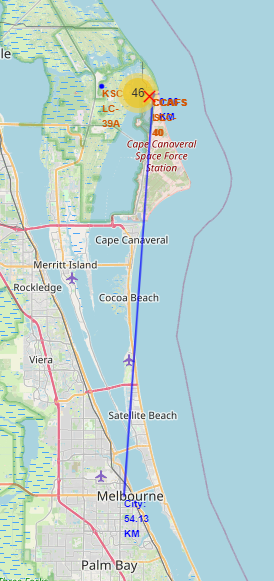 46
KSC
LC-
39A
CCAFS
KM
40
Cape Canaveral
Space Force
Station
Cape Canaveral
Merritt Island
Rockledge
Cocoa Beach
Viera
Satellite Beach
Melbourne
City:
54.13
KM
Palm Bay